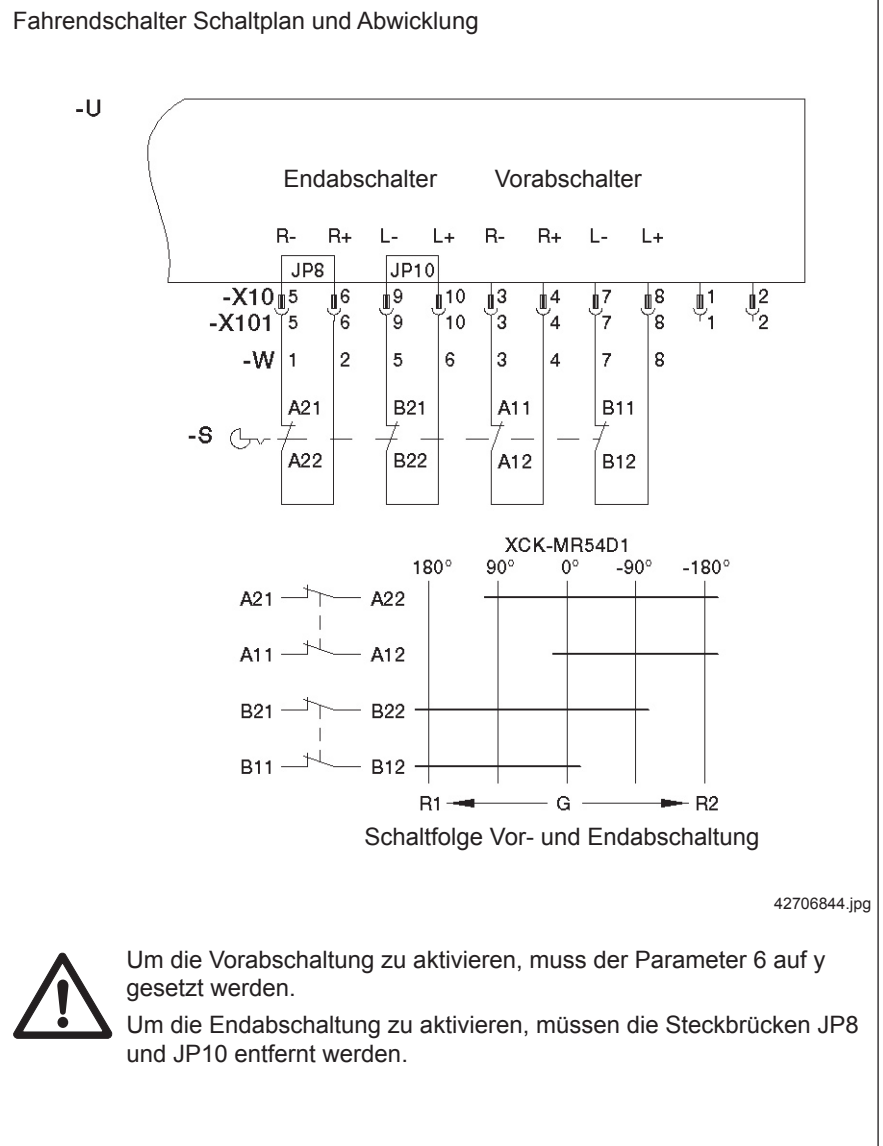 Fahrendschalter Schaltplan und Abwicklung
-U
Endabschalter Vorabschalter
R- R+ L- L+ R- R+ L- L+
JP8 JP10
-X10 5 6 9 10 3 4 7 8 1 2
-X101 5 6 9 10 3 4 7 8 1 2
-W 1 2 5 6 3 4 7 8
A21 B21 A11 B11
-S
A22 B22 A12 B12
XCK-MR54D1
180° 90° 0° -90° -180°
A21 A22
A11 A12
B21 B22
B11 B12
R1 G R2
Schaltfolge Vor- und Endabschaltung
42706844.jpg
Um die Vorabschaltung zu aktivieren, muss der Parameter 6 auf y
gesetzt werden.
Um die Endabschaltung zu aktivieren, müssen die Steckbrücken JP8
und JP10 entfernt werden.